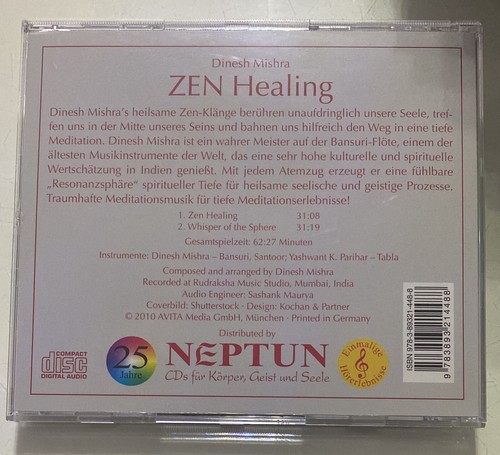 Dinesh Mishra
ZEN Healing
Dinesh Mishra's heilsame Zen-Klänge berühren unaufdringlich unsere Seele, tref-
fen uns in der Mitte unseres Seins und bahnen uns hilfreich den Weg in eine tiefe
Meditation. Dinesh Mishra ist ein wahrer Meister auf der Bansuri-Flöte, einem der
ältesten Musikinstrumente der Welt, das eine sehr hohe kulturelle und spirituelle
Wertschätzung in Indien genießt. Mit jedem Atemzug erzeugt er eine fühlbare
„Resonanzsphäre" spiritueller Tiefe für heilsame seelische und geistige Prozesse.
Traumhafte Meditationsmusik für tiefe Meditationserlebnisse!
1. Zen Healing 31:08
2. Whisper of the Sphere 31:19
Gesamtspielzeit: 62:27 Minuten
Instrumente: Dinesh Mishra – Bansuri, Santoor; Yashwant K. Parihar – Tabla
Composed and arranged by Dinesh Mishra
Recorded at Rudraksha Music Studio, Mumbai, India
Audio Engineer: Sashank Maurya
Coverbild: Shutterstock · Design: Kochan & Partner
© 2010 AVITA Media GmbH, München · Printed in Germany
Distributed by
COMPACT
disc
DIGITAL AUDIO
25
Jahre
NEPTUN
CDs für Körper, Geist und Seele
Einmalige
Hörerlebnisse
ISBN 978-3-89321-448-8
9 783893 214488